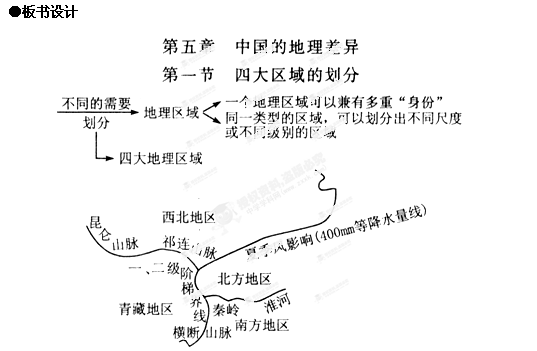 ●板书设计
第五章 中国的地理差异
第一节 四大区域的划分
不同的需要
划分
地理区域
一个地理区域可以兼有多重“身份”
同一类型的区域，可以划分出不同尺度
或不同级别的区域
四大地理区域
西北地区
昆仑山脉
祁连山脉
夏季风影响(400mm等降水量线)
一、二级阶梯界线
北方地区
青藏地区
秦岭
淮河
横断山脉
南方地区